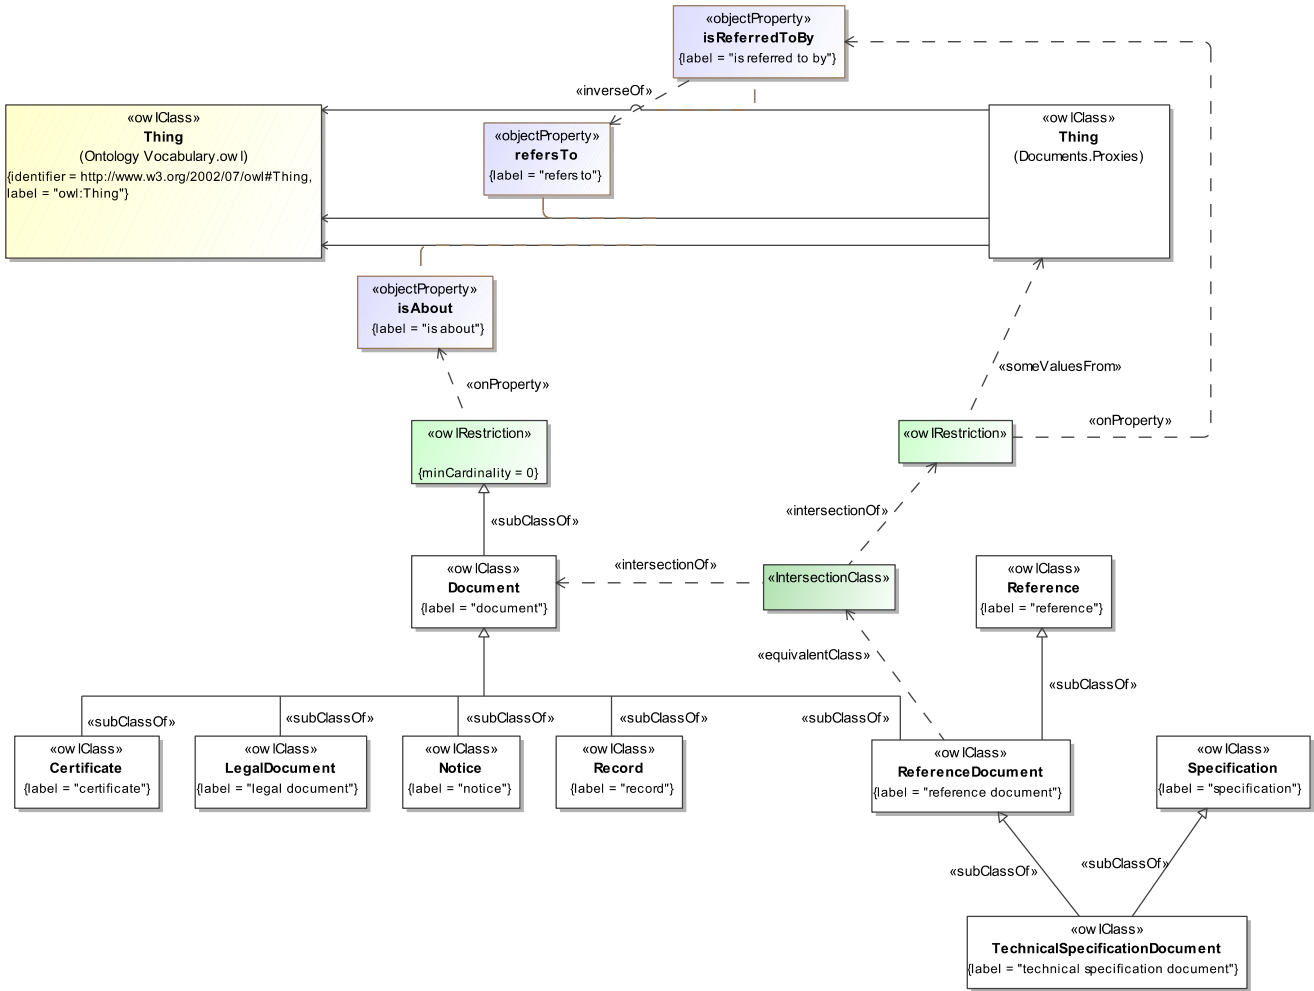 «objectProperty»
isReferredToBy
{label = "is referred to by"}
«inverseOf»
«owlClass»
Thing
(Ontology Vocabulary.owl)
{identifier = http://www.w3.org/2002/07/owl#Thing,
label = "owl:Thing"}
«objectProperty»
refersTo
{label = "refers to"}
«owlClass»
Thing
(Documents.Proxies)
«objectProperty»
isAbout
{label = "is about"}
«onProperty»
«someValuesFrom»
«owlRestriction»
{minCardinality = 0}
«owlRestriction»
«onProperty»
«subClassOf»
«intersectionOf»
«owlClass»
Document
{label = "document"}
«intersectionOf»
«IntersectionClass»
«owlClass»
Reference
{label = "reference"}
«equivalentClass»
«subClassOf»
«subClassOf»
«subClassOf»
«subClassOf»
«subClassOf»
«subClassOf»
«owlClass»
Certificate
{label = "certificate"}
«owlClass»
LegalDocument
{label = "legal document"}
«owlClass»
Notice
{label = "notice"}
«owlClass»
Record
{label = "record"}
«owlClass»
ReferenceDocument
{label = "reference document"}
«owlClass»
Specification
{label = "specification"}
«subClassOf»
«subClassOf»
«owlClass»
TechnicalSpecificationDocument
{label = "technical specification document"}